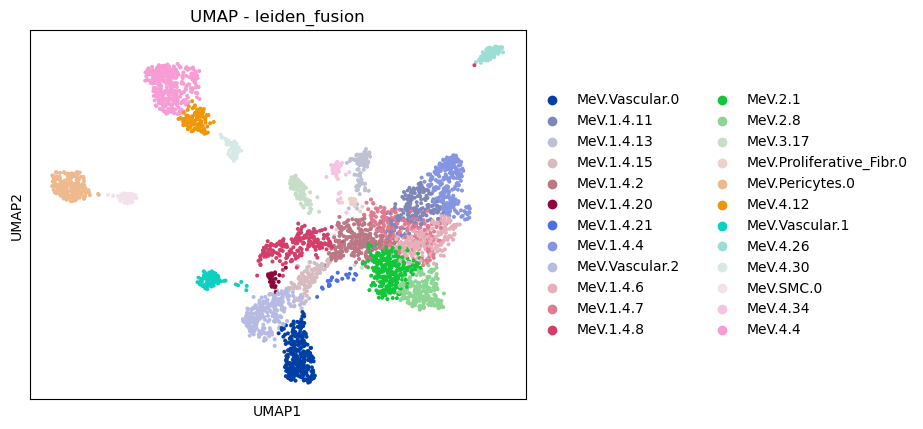 UMAP - leiden_fusion
UMAP2
UMAP1
MeV.Vascular.0
MeV.1.4.11
MeV.1.4.13
MeV.1.4.15
MeV.1.4.2
MeV.1.4.20
MeV.1.4.21
MeV.1.4.4
MeV.Vascular.2
MeV.1.4.6
MeV.1.4.7
MeV.1.4.8
MeV.2.1
MeV.2.8
MeV.3.17
MeV.Proliferative_Fibr.0
MeV.Pericytes.0
MeV.4.12
MeV.Vascular.1
MeV.4.26
MeV.4.30
MeV.SMC.0
MeV.4.34
MeV.4.4